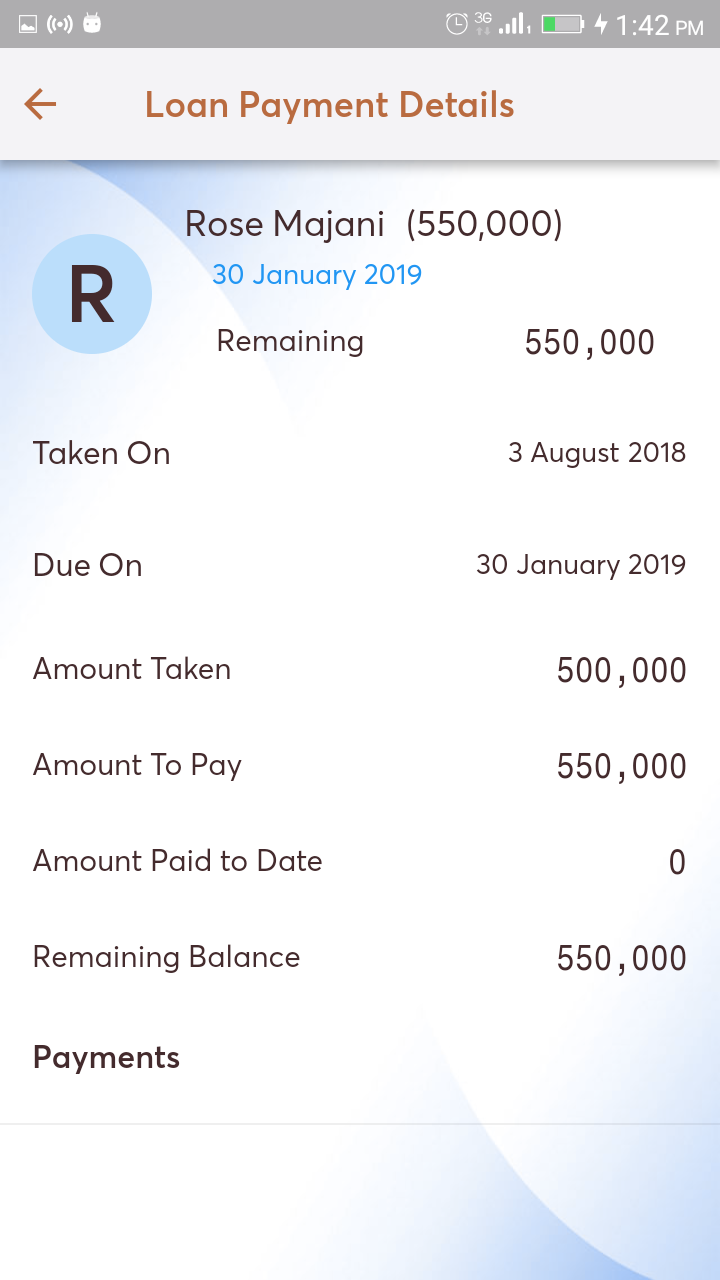 3G 1 1:42 PM
Loan Payment Details
R
Rose Majani (550,000)
30 January 2019
Remaining 550,000
Taken On 3 August 2018
Due On 30 January 2019
Amount Taken 500,000
Amount To Pay 550,000
Amount Paid to Date 0
Remaining Balance 550,000
Payments